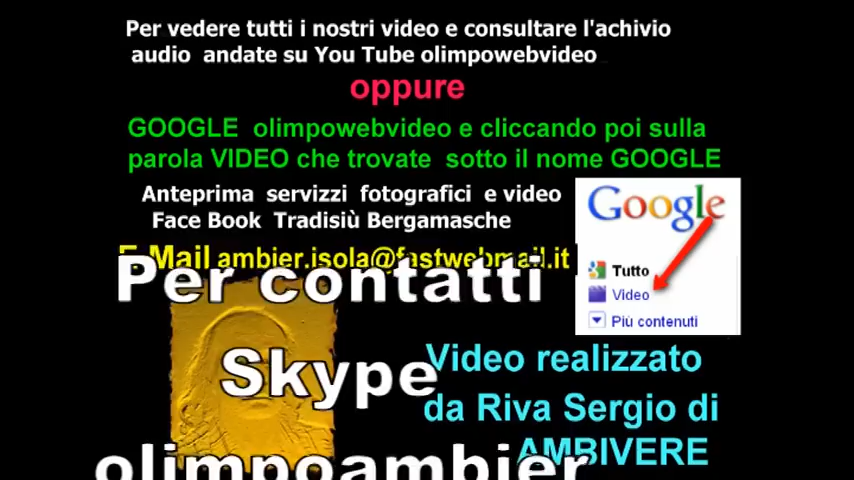 Per vedere tutti i nostri video e consultare l'achivio
audio andate su You Tube olimpowebvideo
oppure
GOOGLE olimpowebvideo e cliccando poi sulla
parola VIDEO che trovate sotto il nome GOOGLE
Anteprima servizzi fotografici e video
Face Book Tradisiù Bergamasche
E-Mail ambier.isola@fastwebmail.it
Google
Tutto
Video
Più contenuti
Per contatti
Skype
olimpoambier
Video realizzato
da Riva Sergio di
AMBIVERE